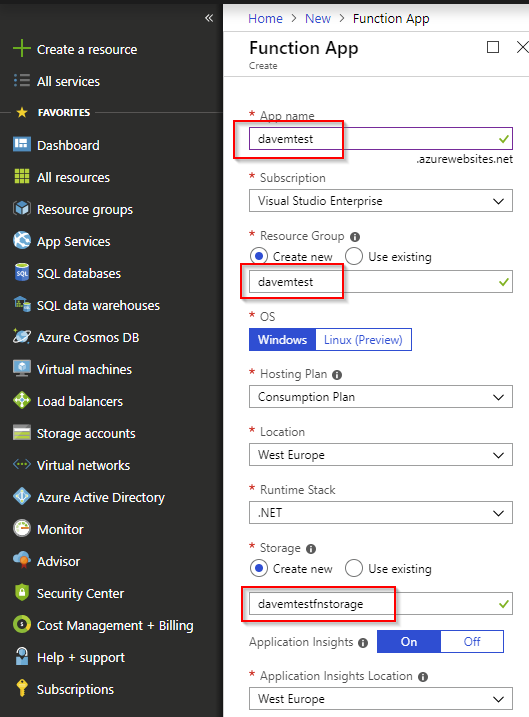 «
Create a resource
All services
FAVORITES
Dashboard
All resources
Resource groups
App Services
SQL databases
SQL data warehouses
Azure Cosmos DB
Virtual machines
Load balancers
Storage accounts
Virtual networks
Azure Active Directory
Monitor
Advisor
Security Center
Cost Management + Billing
Help + support
Subscriptions
Home > New > Function App
Function App
Create
* App name
davemtest
.azurewebsites.net
* Subscription
Visual Studio Enterprise
* Resource Group
Create new Use existing
davemtest
* OS
Windows Linux (Preview)
* Hosting Plan
Consumption Plan
* Location
West Europe
* Runtime Stack
.NET
* Storage
Create new Use existing
davemtestfnstorage
Application Insights On Off
* Application Insights Location
West Europe